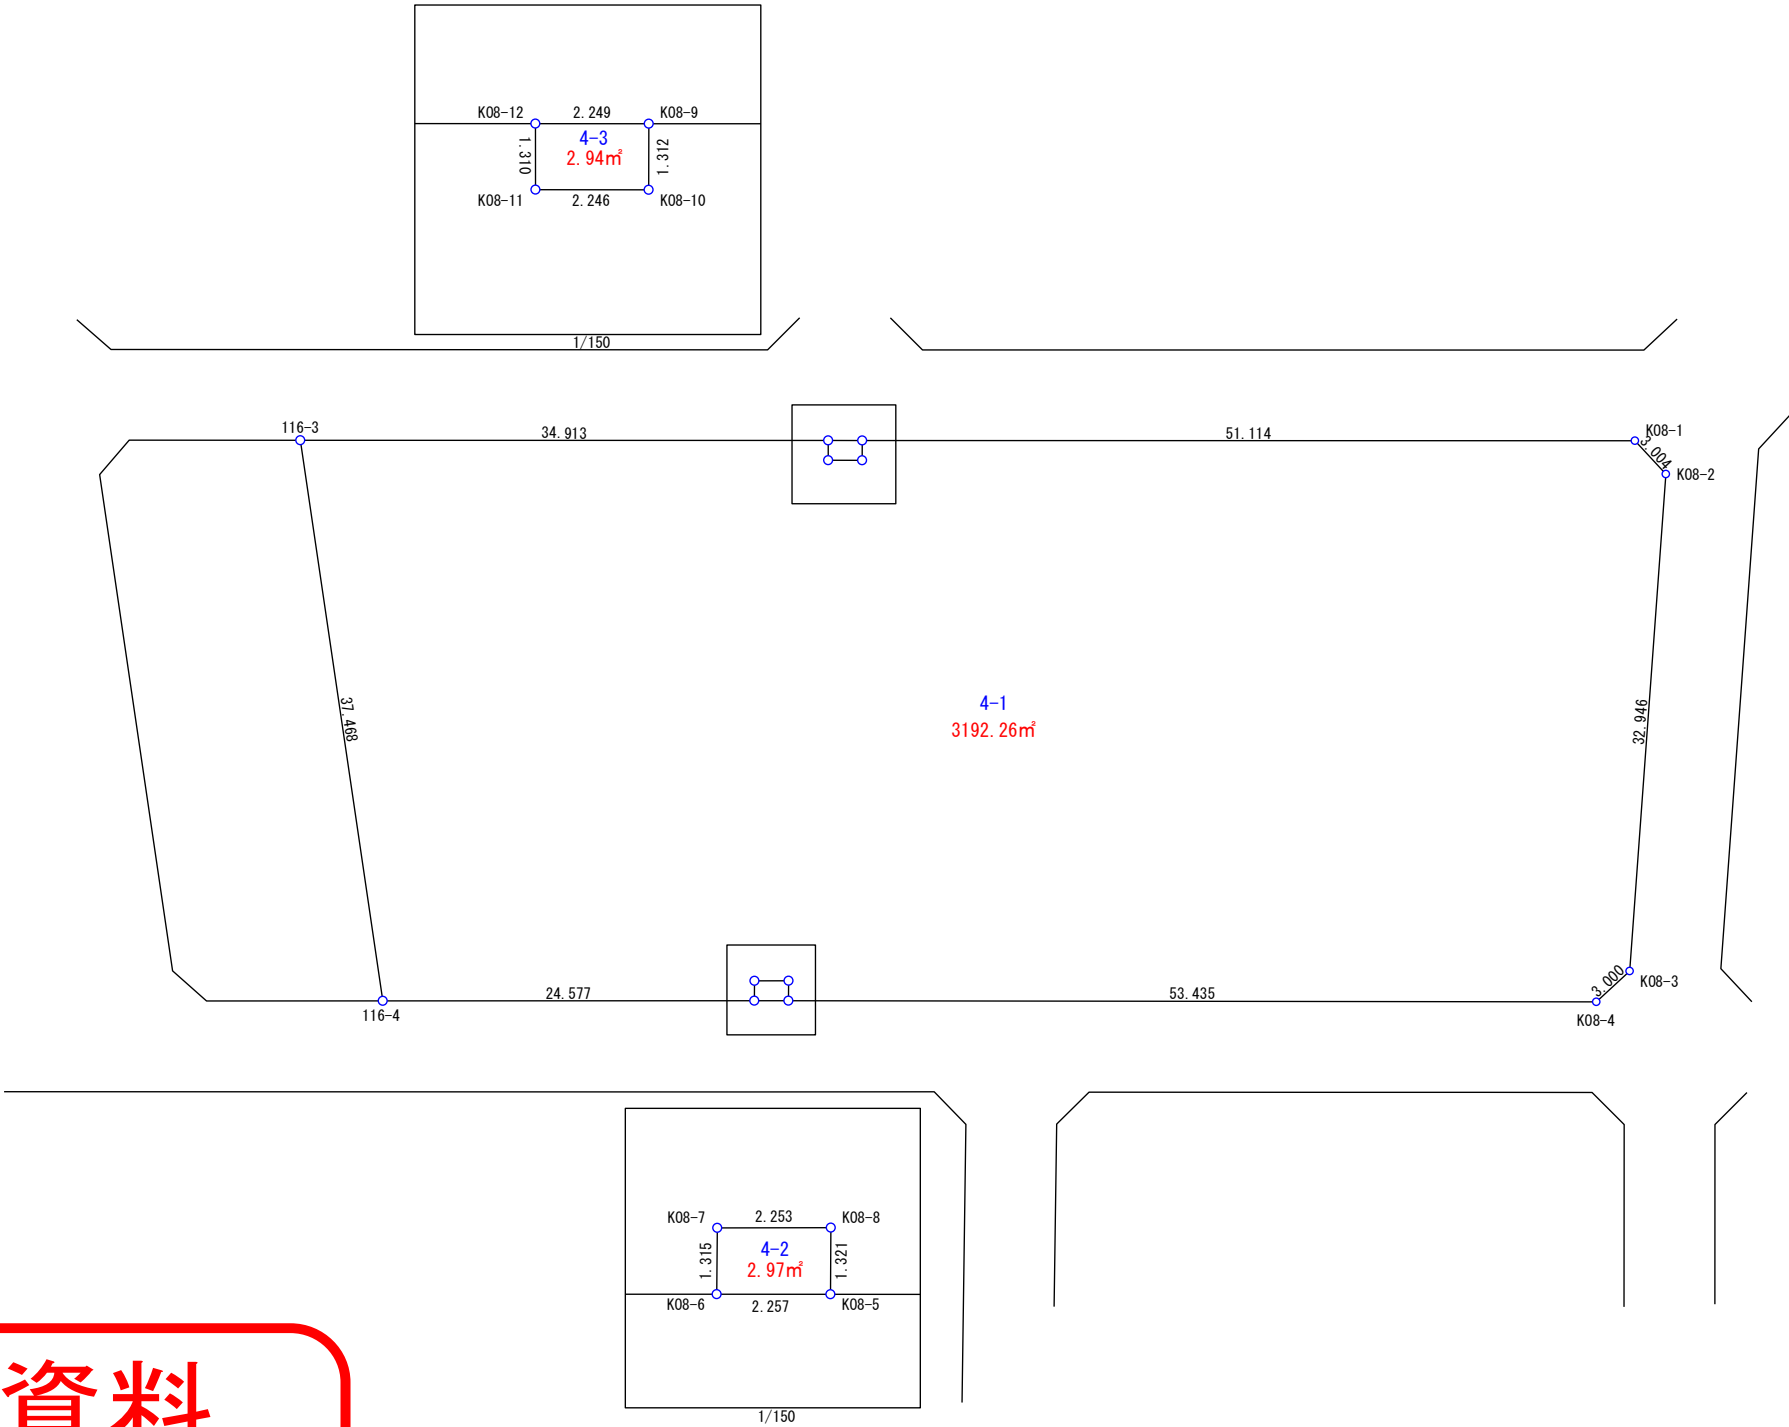 K08-12
2.249
K08-9
4-3
2.94㎡
1.310
1.312
K08-11
2.246
K08-10
1/150
116-3
34.913
51.114
K08-1
3.004
K08-2
37.468
4-1
3192.26㎡
32.946
24.577
53.435
3.000
K08-3
116-4
K08-4
K08-7
2.253
K08-8
1.315
4-2
2.97㎡
1.321
K08-6
2.257
K08-5
1/150
資料